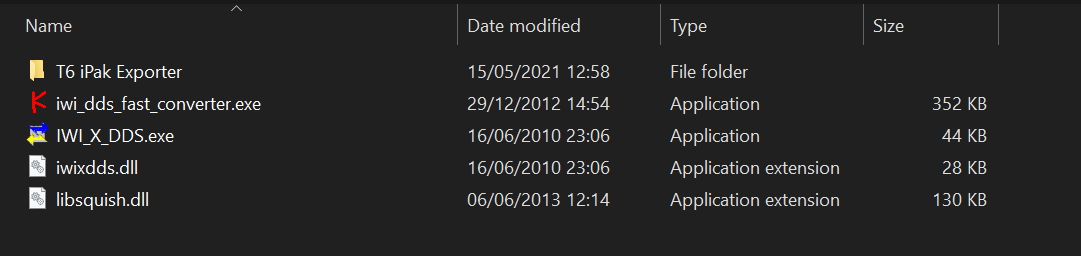 Name Date modified Type Size
T6 iPak Exporter 15/05/2021 12:58 File folder
iwi_dds_fast_converter.exe 29/12/2012 14:54 Application 352 KB
IWI_X_DDS.exe 16/06/2010 23:06 Application 44 KB
iwixdds.dll 16/06/2010 23:06 Application extension 28 KB
libsquish.dll 06/06/2013 12:14 Application extension 130 KB